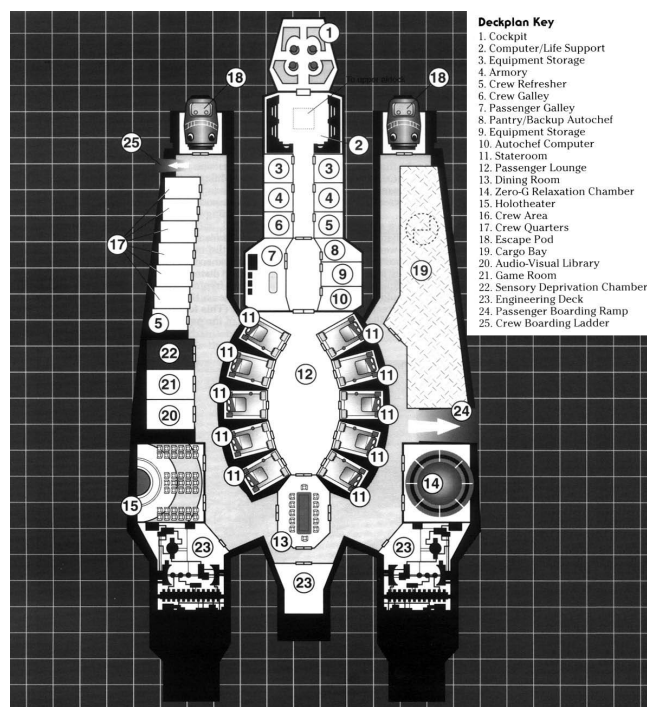 Deckplan Key
1. Cockpit
2. Computer/Life Support
3. Equipment Storage
4. Armory
5. Crew Refresher
6. Crew Galley
7. Passenger Galley
8. Pantry/Backup Autochef
9. Equipment Storage
10. Autochef Computer
11. Stateroom
12. Passenger Lounge
13. Dining Room
14. Zero-G Relaxation Chamber
15. Holotheater
16. Crew Area
17. Crew Quarters
18. Escape Pod
19. Cargo Bay
20. Audio-Visual Library
21. Game Room
22. Sensory Deprivation Chamber
23. Engineering Deck
24. Passenger Boarding Ramp
25. Crew Boarding Ladder
1
18
To upper airlock
18
25
2
3
3
4
4
17
6
5
7
8
9
19
10
5
11
11
22
11
11
12
21
11
11
24
20
11
11
11
11
14
15
13
23
23
23